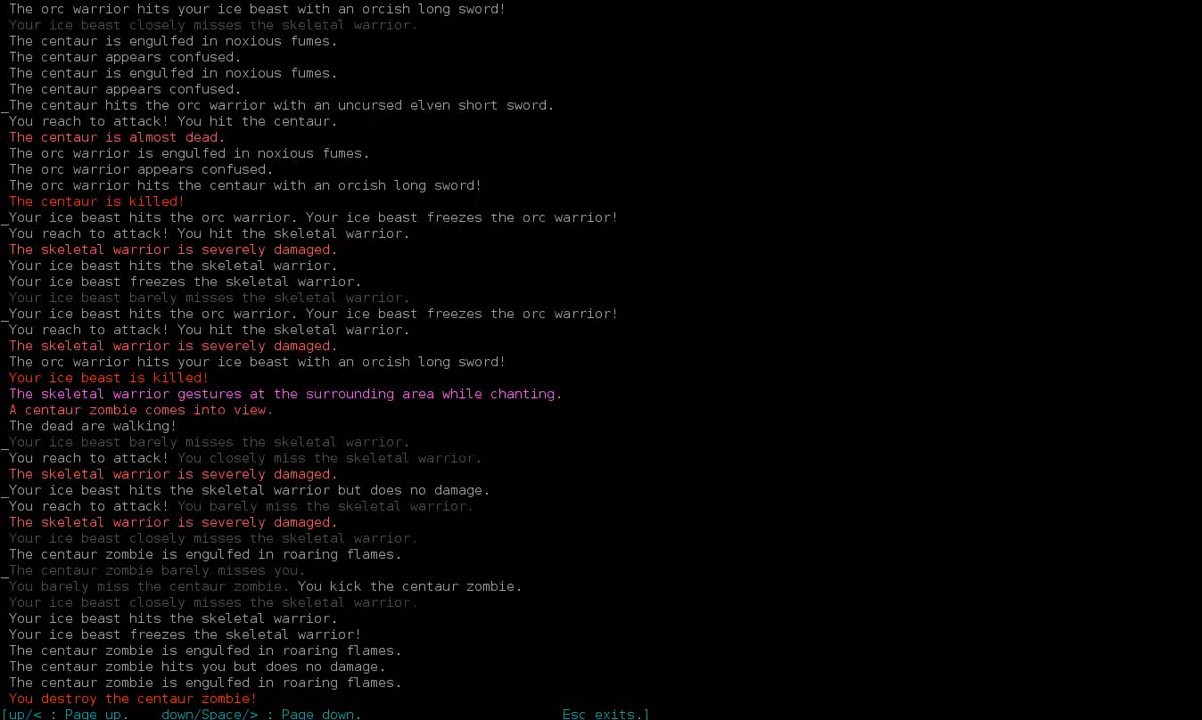 The orc warrior hits your ice beast with an orcish long sword!
Your ice beast closely misses the skeletal warrior.
The centaur is engulfed in noxious fumes.
The centaur appears confused.
The centaur is engulfed in noxious fumes.
The centaur appears confused.
_The centaur hits the orc warrior with an uncursed elven short sword.
You reach to attack! You hit the centaur.
The centaur is almost dead.
The orc warrior is engulfed in noxious fumes.
The orc warrior appears confused.
The orc warrior hits the centaur with an orcish long sword!
The centaur is killed!
_Your ice beast hits the orc warrior. Your ice beast freezes the orc warrior!
You reach to attack! You hit the skeletal warrior.
The skeletal warrior is severely damaged.
Your ice beast hits the skeletal warrior.
Your ice beast freezes the skeletal warrior.
Your ice beast barely misses the skeletal warrior.
_Your ice beast hits the orc warrior. Your ice beast freezes the orc warrior!
You reach to attack! You hit the skeletal warrior.
The skeletal warrior is severely damaged.
The orc warrior hits your ice beast with an orcish long sword!
Your ice beast is killed!
The skeletal warrior gestures at the surrounding area while chanting.
A centaur zombie comes into view.
The dead are walking!
_Your ice beast barely misses the skeletal warrior.
You reach to attack! You closely miss the skeletal warrior.
The skeletal warrior is severely damaged.
_Your ice beast hits the skeletal warrior but does no damage.
You reach to attack! You barely miss the skeletal warrior.
The skeletal warrior is severely damaged.
Your ice beast closely misses the skeletal warrior.
The centaur zombie is engulfed in roaring flames.
_The centaur zombie barely misses you.
You barely miss the centaur zombie. You kick the centaur zombie.
Your ice beast closely misses the skeletal warrior.
Your ice beast hits the skeletal warrior.
Your ice beast freezes the skeletal warrior!
The centaur zombie is engulfed in roaring flames.
The centaur zombie hits you but does no damage.
The centaur zombie is engulfed in roaring flames.
You destroy the centaur zombie!
[up/< : Page up.    down/Space/> : Page down.                         Esc exits.]